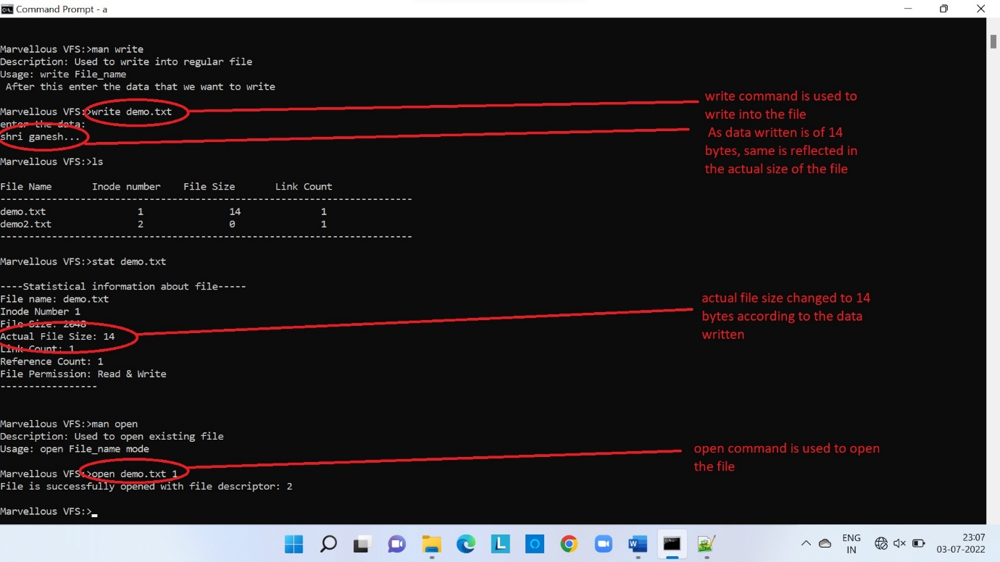 Command Prompt - a
Marvellous VFS:>man write
Description: Used to write into regular file
Usage: write File_name
After this enter the data that we want to write
Marvellous VFS:>write demo.txt
enter the data:
shri ganesh...
Marvellous VFS:>ls
File Name Inode number File Size Link Count
------------------------------------------------------------------------
demo.txt 1 14 1
demo2.txt 2 0 1
------------------------------------------------------------------------
Marvellous VFS:>stat demo.txt
----Statistical information about file-----
File name: demo.txt
Inode Number 1
File Size: 2048
Actual File Size: 14
Link Count: 1
Reference Count: 1
File Permission: Read & Write
-----------------
Marvellous VFS:>man open
Description: Used to open existing file
Usage: open File_name mode
Marvellous VFS:>open demo.txt 1
File is successfully opened with file descriptor: 2
Marvellous VFS:>_
write command is used to
write into the file
As data written is of 14
bytes, same is reflected in
the actual size of the file
actual file size changed to 14
bytes according to the data
written
open command is used to open
the file
L
W
ENG
IN
23:07
03-07-2022